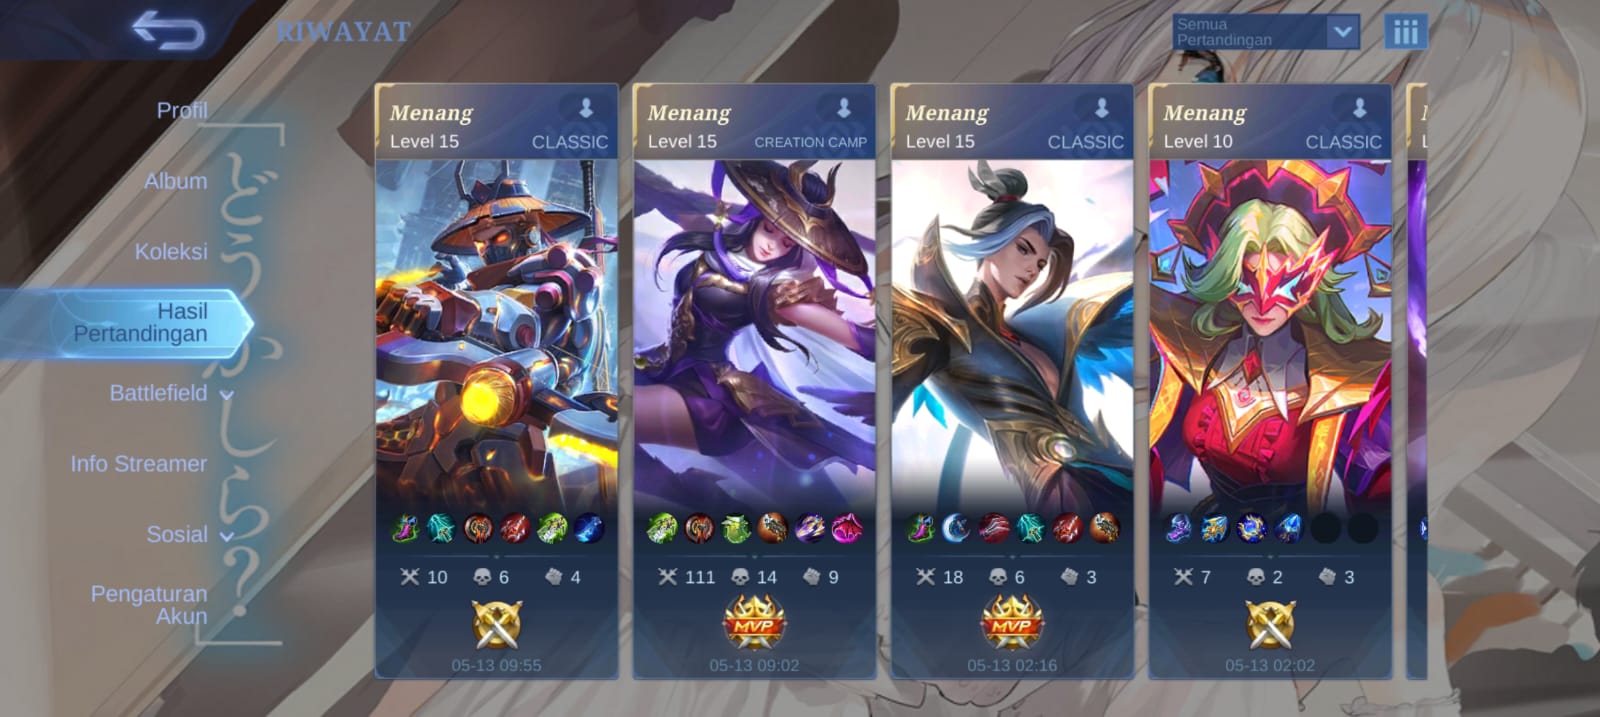 RIWAYAT
Semua
Pertandingan
Profil
Album
Koleksi
Hasil
Pertandingan
Battlefield
Info Streamer
Sosial
Pengaturan
Akun
どうかしら?
Menang
Level 15 CLASSIC
10 6 4
05-13 09:55
Menang
Level 15 CREATION CAMP
111 14 9
MVP
05-13 09:02
Menang
Level 15 CLASSIC
18 6 3
MVP
05-13 02:16
Menang
Level 10 CLASSIC
7 2 3
05-13 02:02